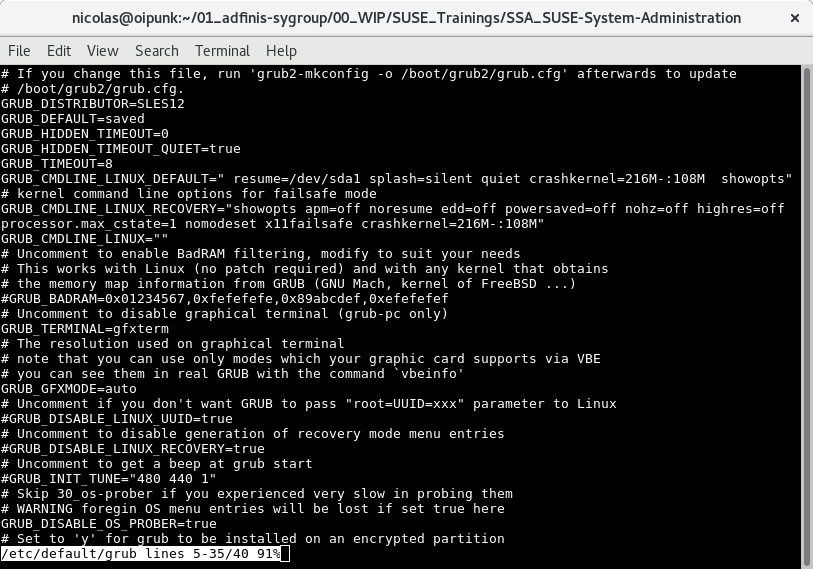 nicolas@oipunk:~/01_adfinis-sygroup/00_WIP/SUSE_Trainings/SSA_SUSE-System-Administration
File Edit View Search Terminal Help
# If you change this file, run 'grub2-mkconfig -o /boot/grub2/grub.cfg' afterwards to update
# /boot/grub2/grub.cfg.
GRUB_DISTRIBUTOR=SLES12
GRUB_DEFAULT=saved
GRUB_HIDDEN_TIMEOUT=0
GRUB_HIDDEN_TIMEOUT_QUIET=true
GRUB_TIMEOUT=8
GRUB_CMDLINE_LINUX_DEFAULT=" resume=/dev/sda1 splash=silent quiet crashkernel=216M-:108M  showopts"
# kernel command line options for failsafe mode
GRUB_CMDLINE_LINUX_RECOVERY="showopts apm=off noresume edd=off powersaved=off nohz=off highres=off
processor.max_cstate=1 nomodeset x11failsafe crashkernel=216M-:108M"
GRUB_CMDLINE_LINUX=""
# Uncomment to enable BadRAM filtering, modify to suit your needs
# This works with Linux (no patch required) and with any kernel that obtains
# the memory map information from GRUB (GNU Mach, kernel of FreeBSD ...)
#GRUB_BADRAM=0x01234567,0xfefefefe,0x89abcdef,0xefefefef
# Uncomment to disable graphical terminal (grub-pc only)
GRUB_TERMINAL=gfxterm
# The resolution used on graphical terminal
# note that you can use only modes which your graphic card supports via VBE
# you can see them in real GRUB with the command `vbeinfo'
GRUB_GFXMODE=auto
# Uncomment if you don't want GRUB to pass "root=UUID=xxx" parameter to Linux
#GRUB_DISABLE_LINUX_UUID=true
# Uncomment to disable generation of recovery mode menu entries
#GRUB_DISABLE_LINUX_RECOVERY=true
# Uncomment to get a beep at grub start
#GRUB_INIT_TUNE="480 440 1"
# Skip 30_os-prober if you experienced very slow in probing them
# WARNING foregin OS menu entries will be lost if set true here
GRUB_DISABLE_OS_PROBER=true
# Set to 'y' for grub to be installed on an encrypted partition
/etc/default/grub lines 5-35/40 91%